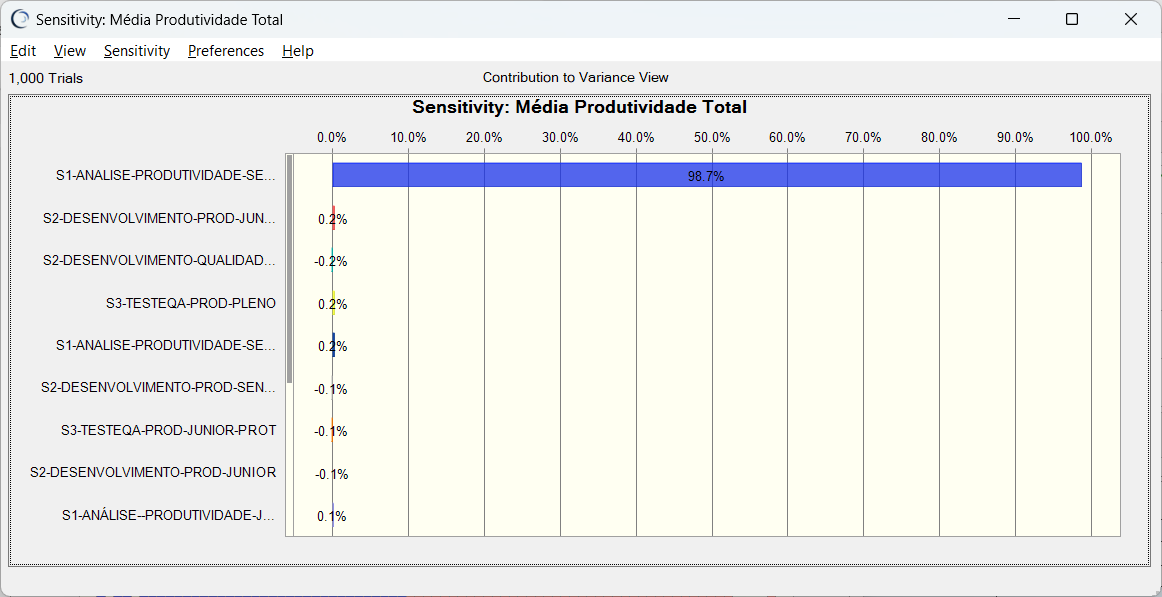 Sensitivity: Média Produtividade Total
Edit View Sensitivity Preferences Help
1,000 Trials
Contribution to Variance View
Sensitivity: Média Produtividade Total
0.0% 10.0% 20.0% 30.0% 40.0% 50.0% 60.0% 70.0% 80.0% 90.0% 100.0%
S1-ANALISE-PRODUTIVIDADE-SE... 98.7%
S2-DESENVOLVIMENTO-PROD-JUN... 0.2%
S2-DESENVOLVIMENTO-QUALIDAD... -0.2%
S3-TESTEQA-PROD-PLENO 0.2%
S1-ANALISE-PRODUTIVIDADE-SE... 0.2%
S2-DESENVOLVIMENTO-PROD-SEN... -0.1%
S3-TESTEQA-PROD-JUNIOR-PROT -0.1%
S2-DESENVOLVIMENTO-PROD-JUNIOR -0.1%
S1-ANÁLISE--PRODUTIVIDADE-J... 0.1%